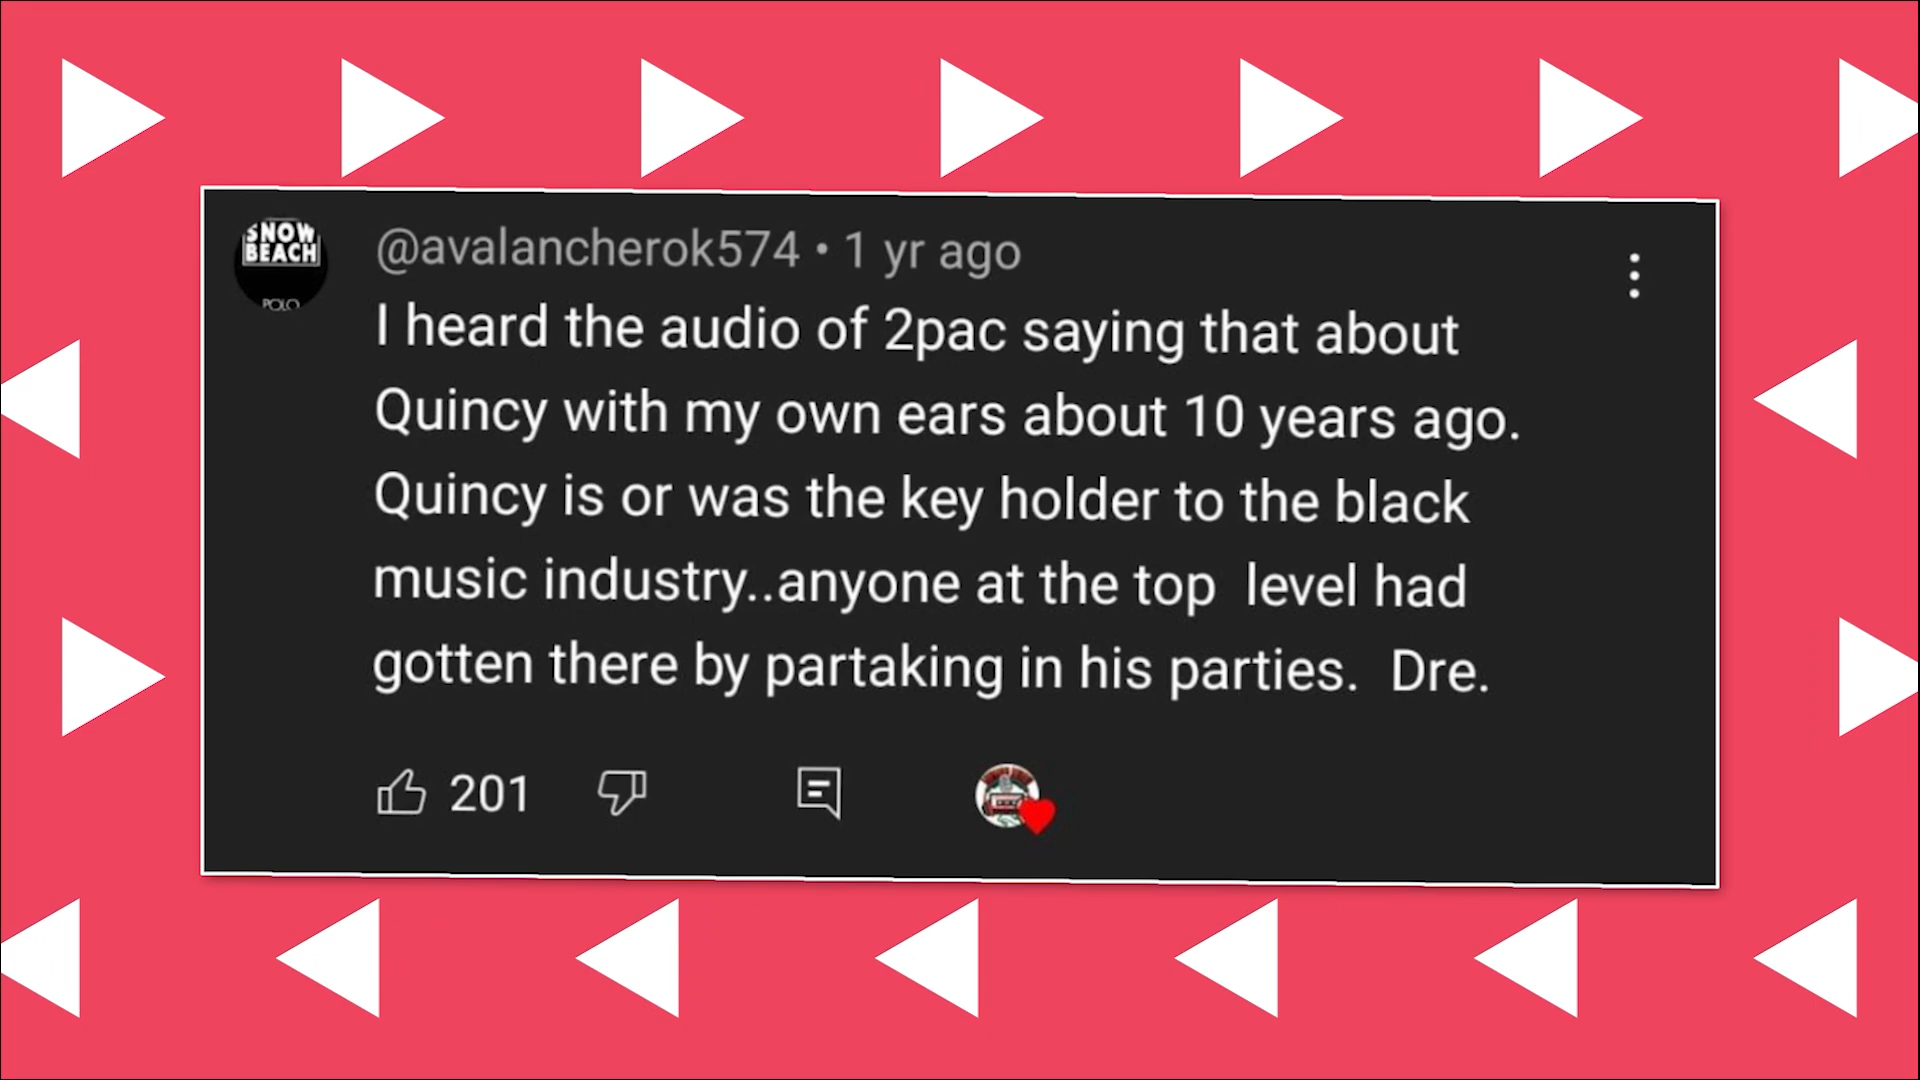 SNOW
BEACH
POLO
@avalancherok574 • 1 yr ago
I heard the audio of 2pac saying that about
Quincy with my own ears about 10 years ago.
Quincy is or was the key holder to the black
music industry..anyone at the top  level had
gotten there by partaking in his parties.  Dre.
201